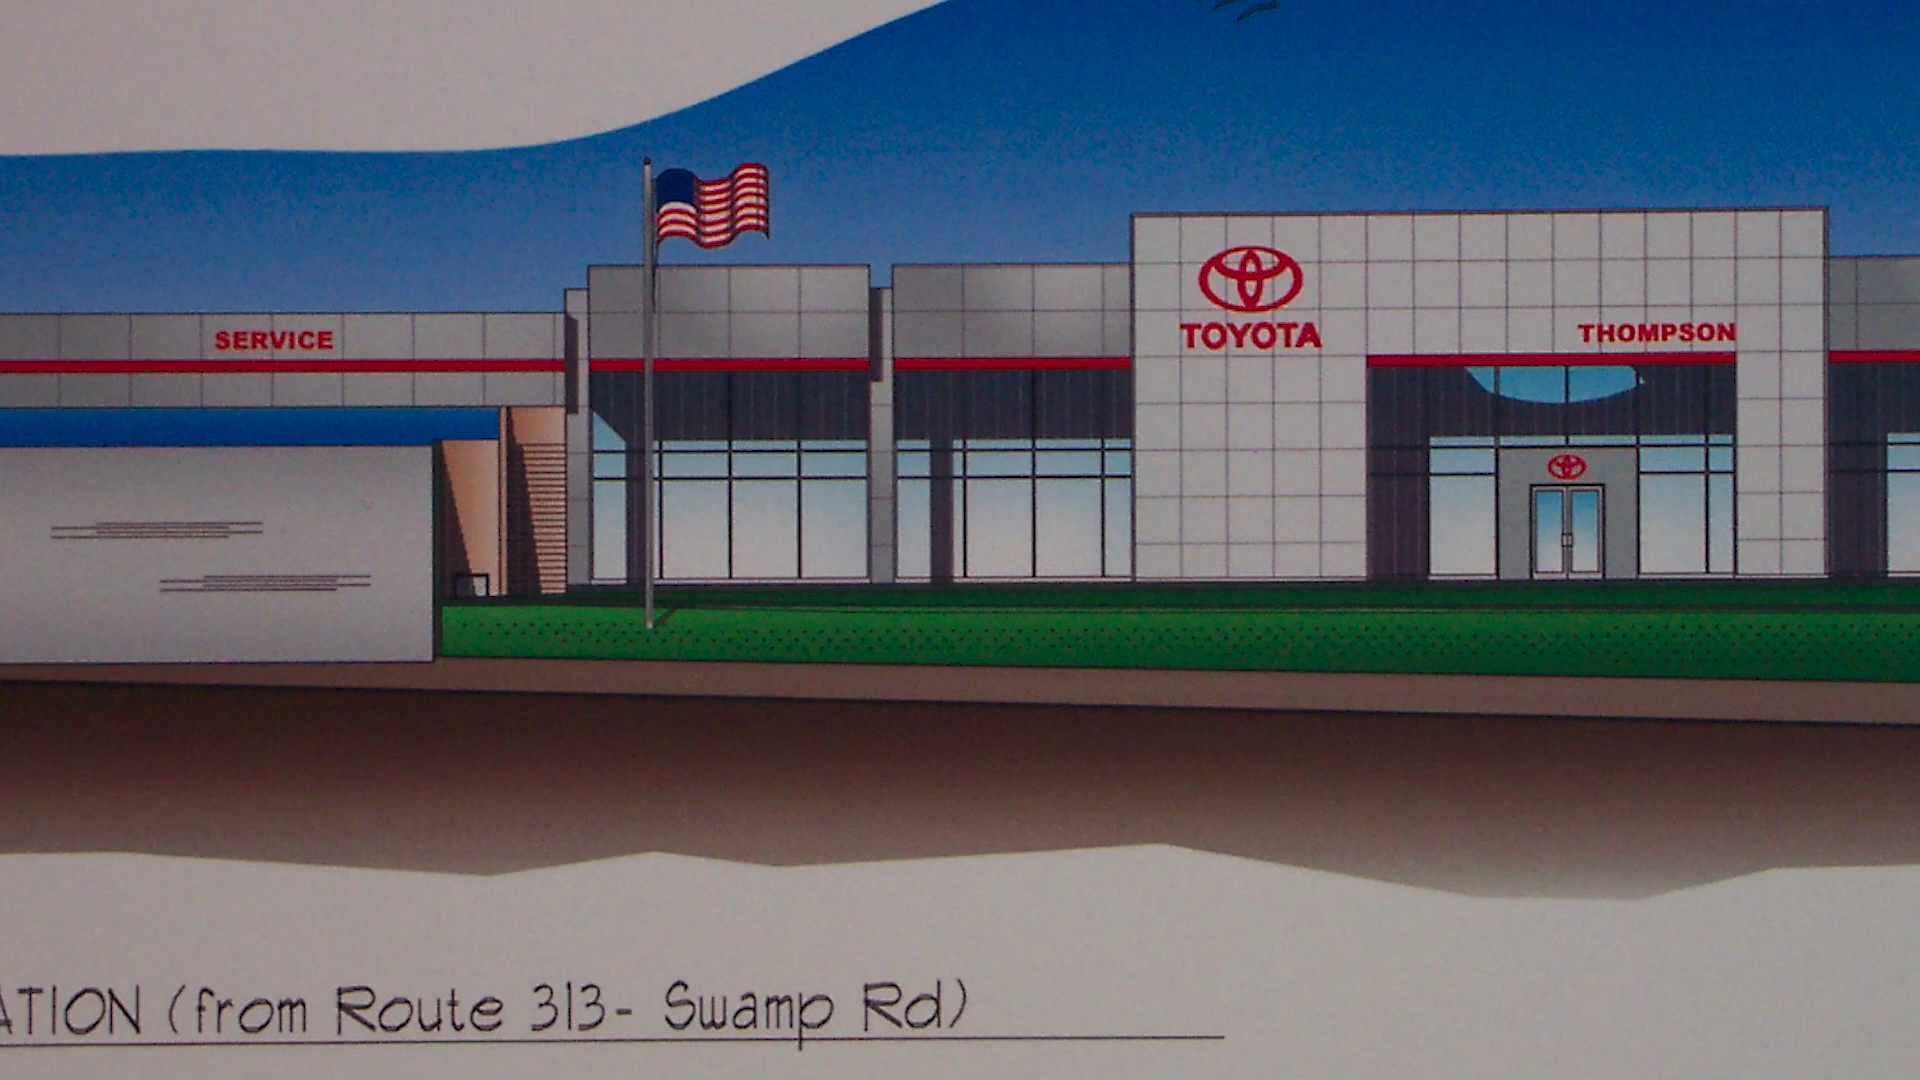 SERVICE
TOYOTA
THOMPSON
ATION (from Route 313- Swamp Rd)